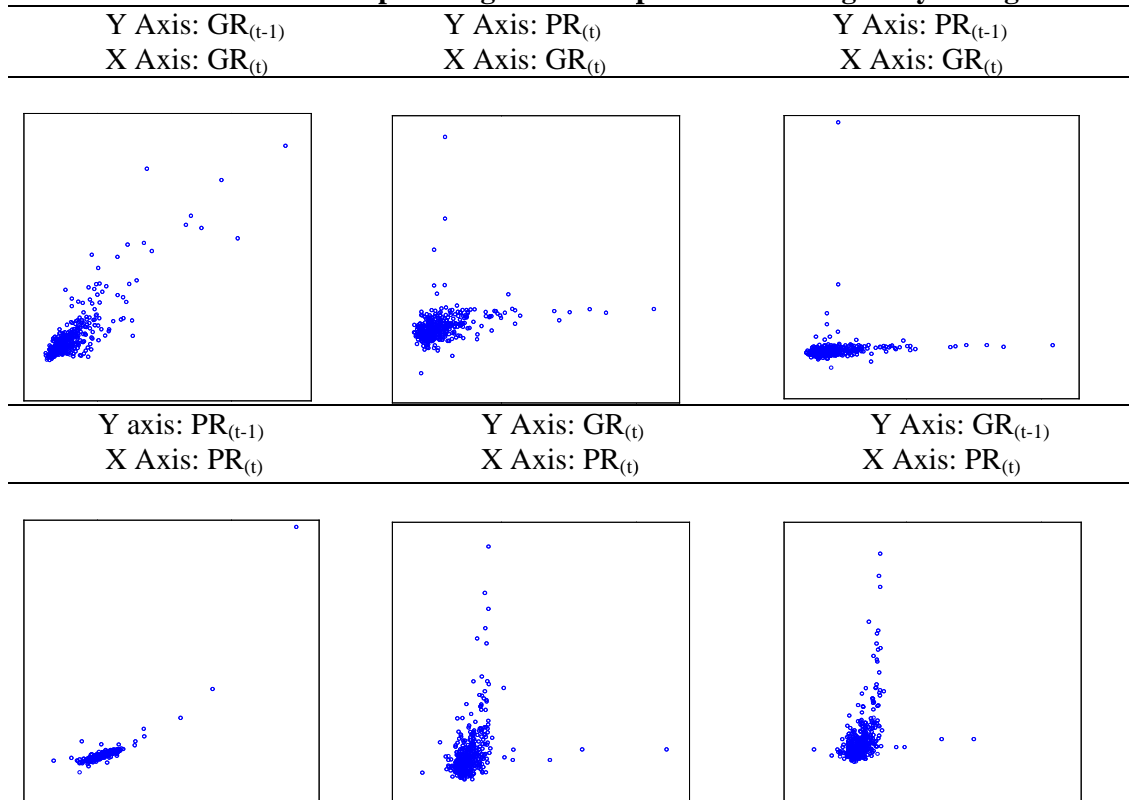 Y Axis: GR(t-1) Y Axis: PR(t) Y Axis: PR(t-1)
X Axis: GR(t) X Axis: GR(t) X Axis: GR(t)
Y axis: PR(t-1) Y Axis: GR(t) Y Axis: GR(t-1)
X Axis: PR(t) X Axis: PR(t) X Axis: PR(t)